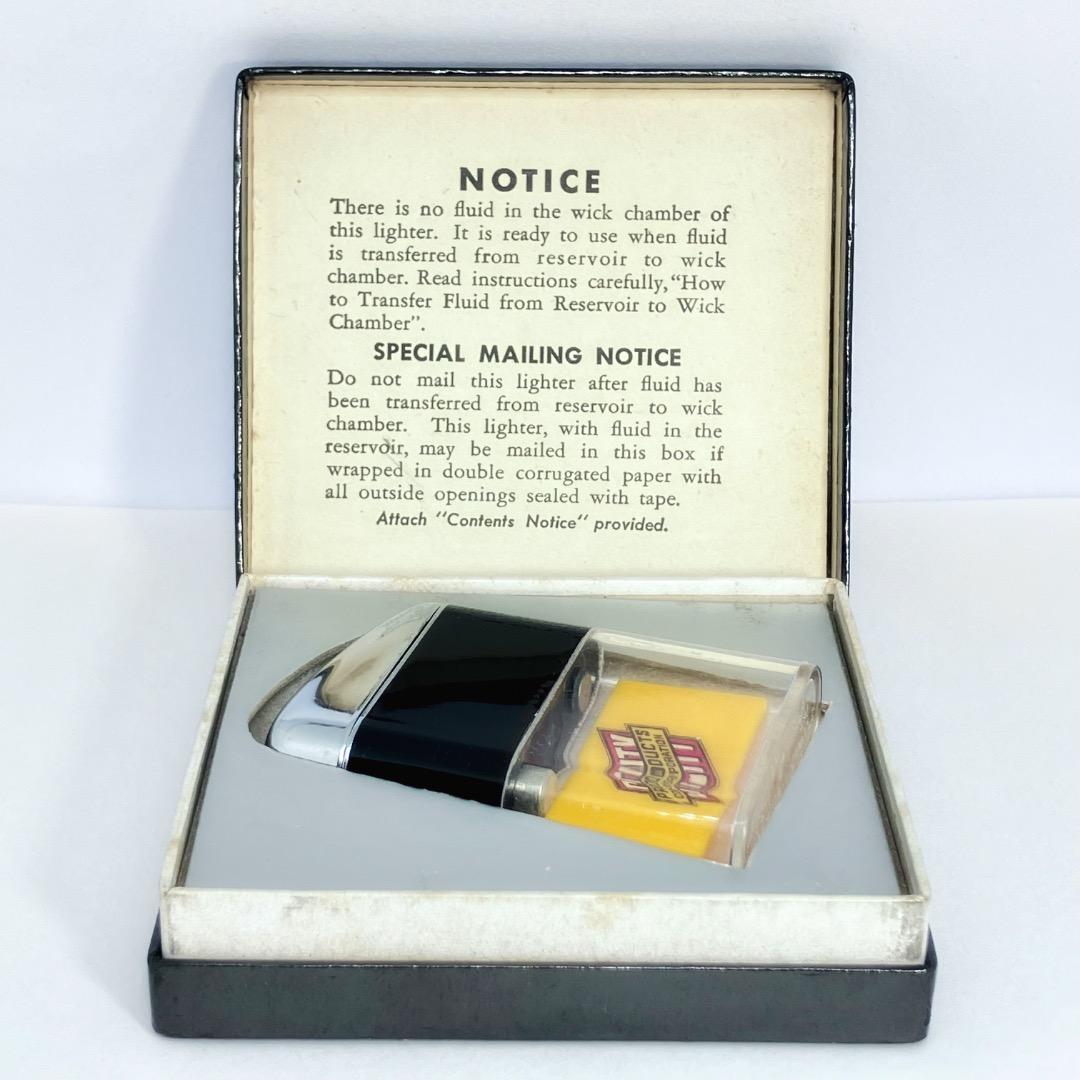 NOTICE
There is no fluid in the wick chamber of
this lighter. It is ready to use when fluid
is transferred from reservoir to wick
chamber. Read instructions carefully, "How
to Transfer Fluid from Reservoir to Wick
Chamber".
SPECIAL MAILING NOTICE
Do not mail this lighter after fluid has
been transferred from reservoir to wick
chamber. This lighter, with fluid in the
reservoir, may be mailed in this box if
wrapped in double corrugated paper with
all outside openings sealed with tape.
Attach "Contents Notice" provided.
PRODUCTS